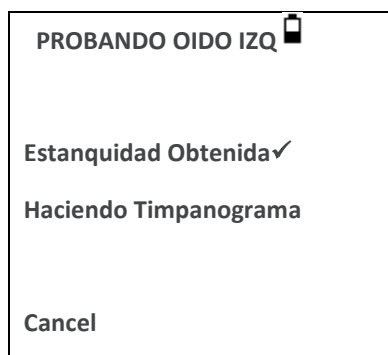 PROBANDO OIDO IZQ
Estanquidad Obtenida✓
Haciendo Timpanograma
Cancel